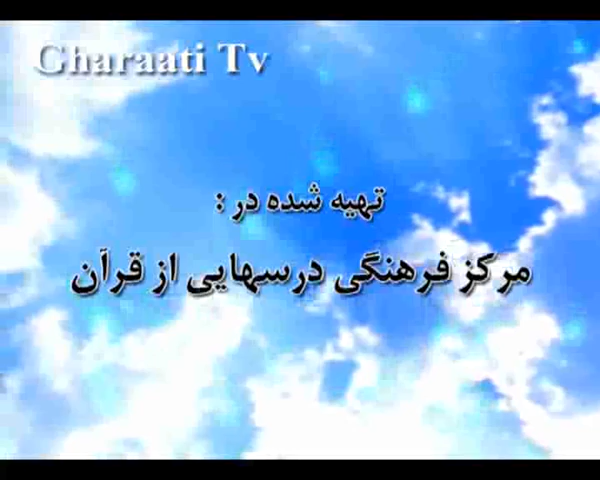 Gharaati Tv
تهیه شده در :
مرکز فرهنگی درسهایی از قرآن